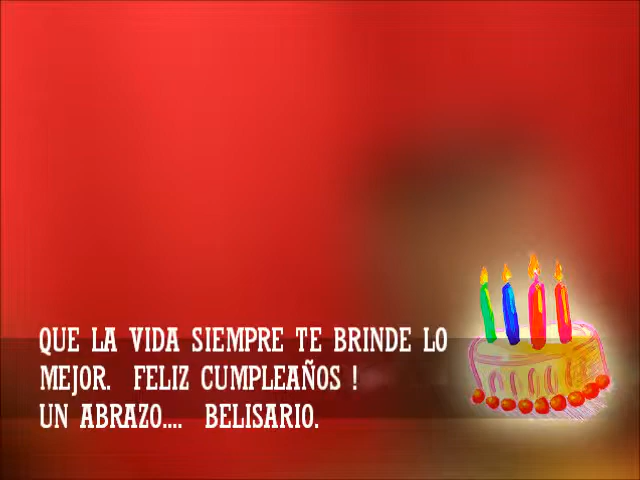 QUE LA VIDA SIEMPRE TE BRINDE LO
MEJOR.  FELIZ CUMPLEAÑOS !
UN ABRAZO....  BELISARIO.